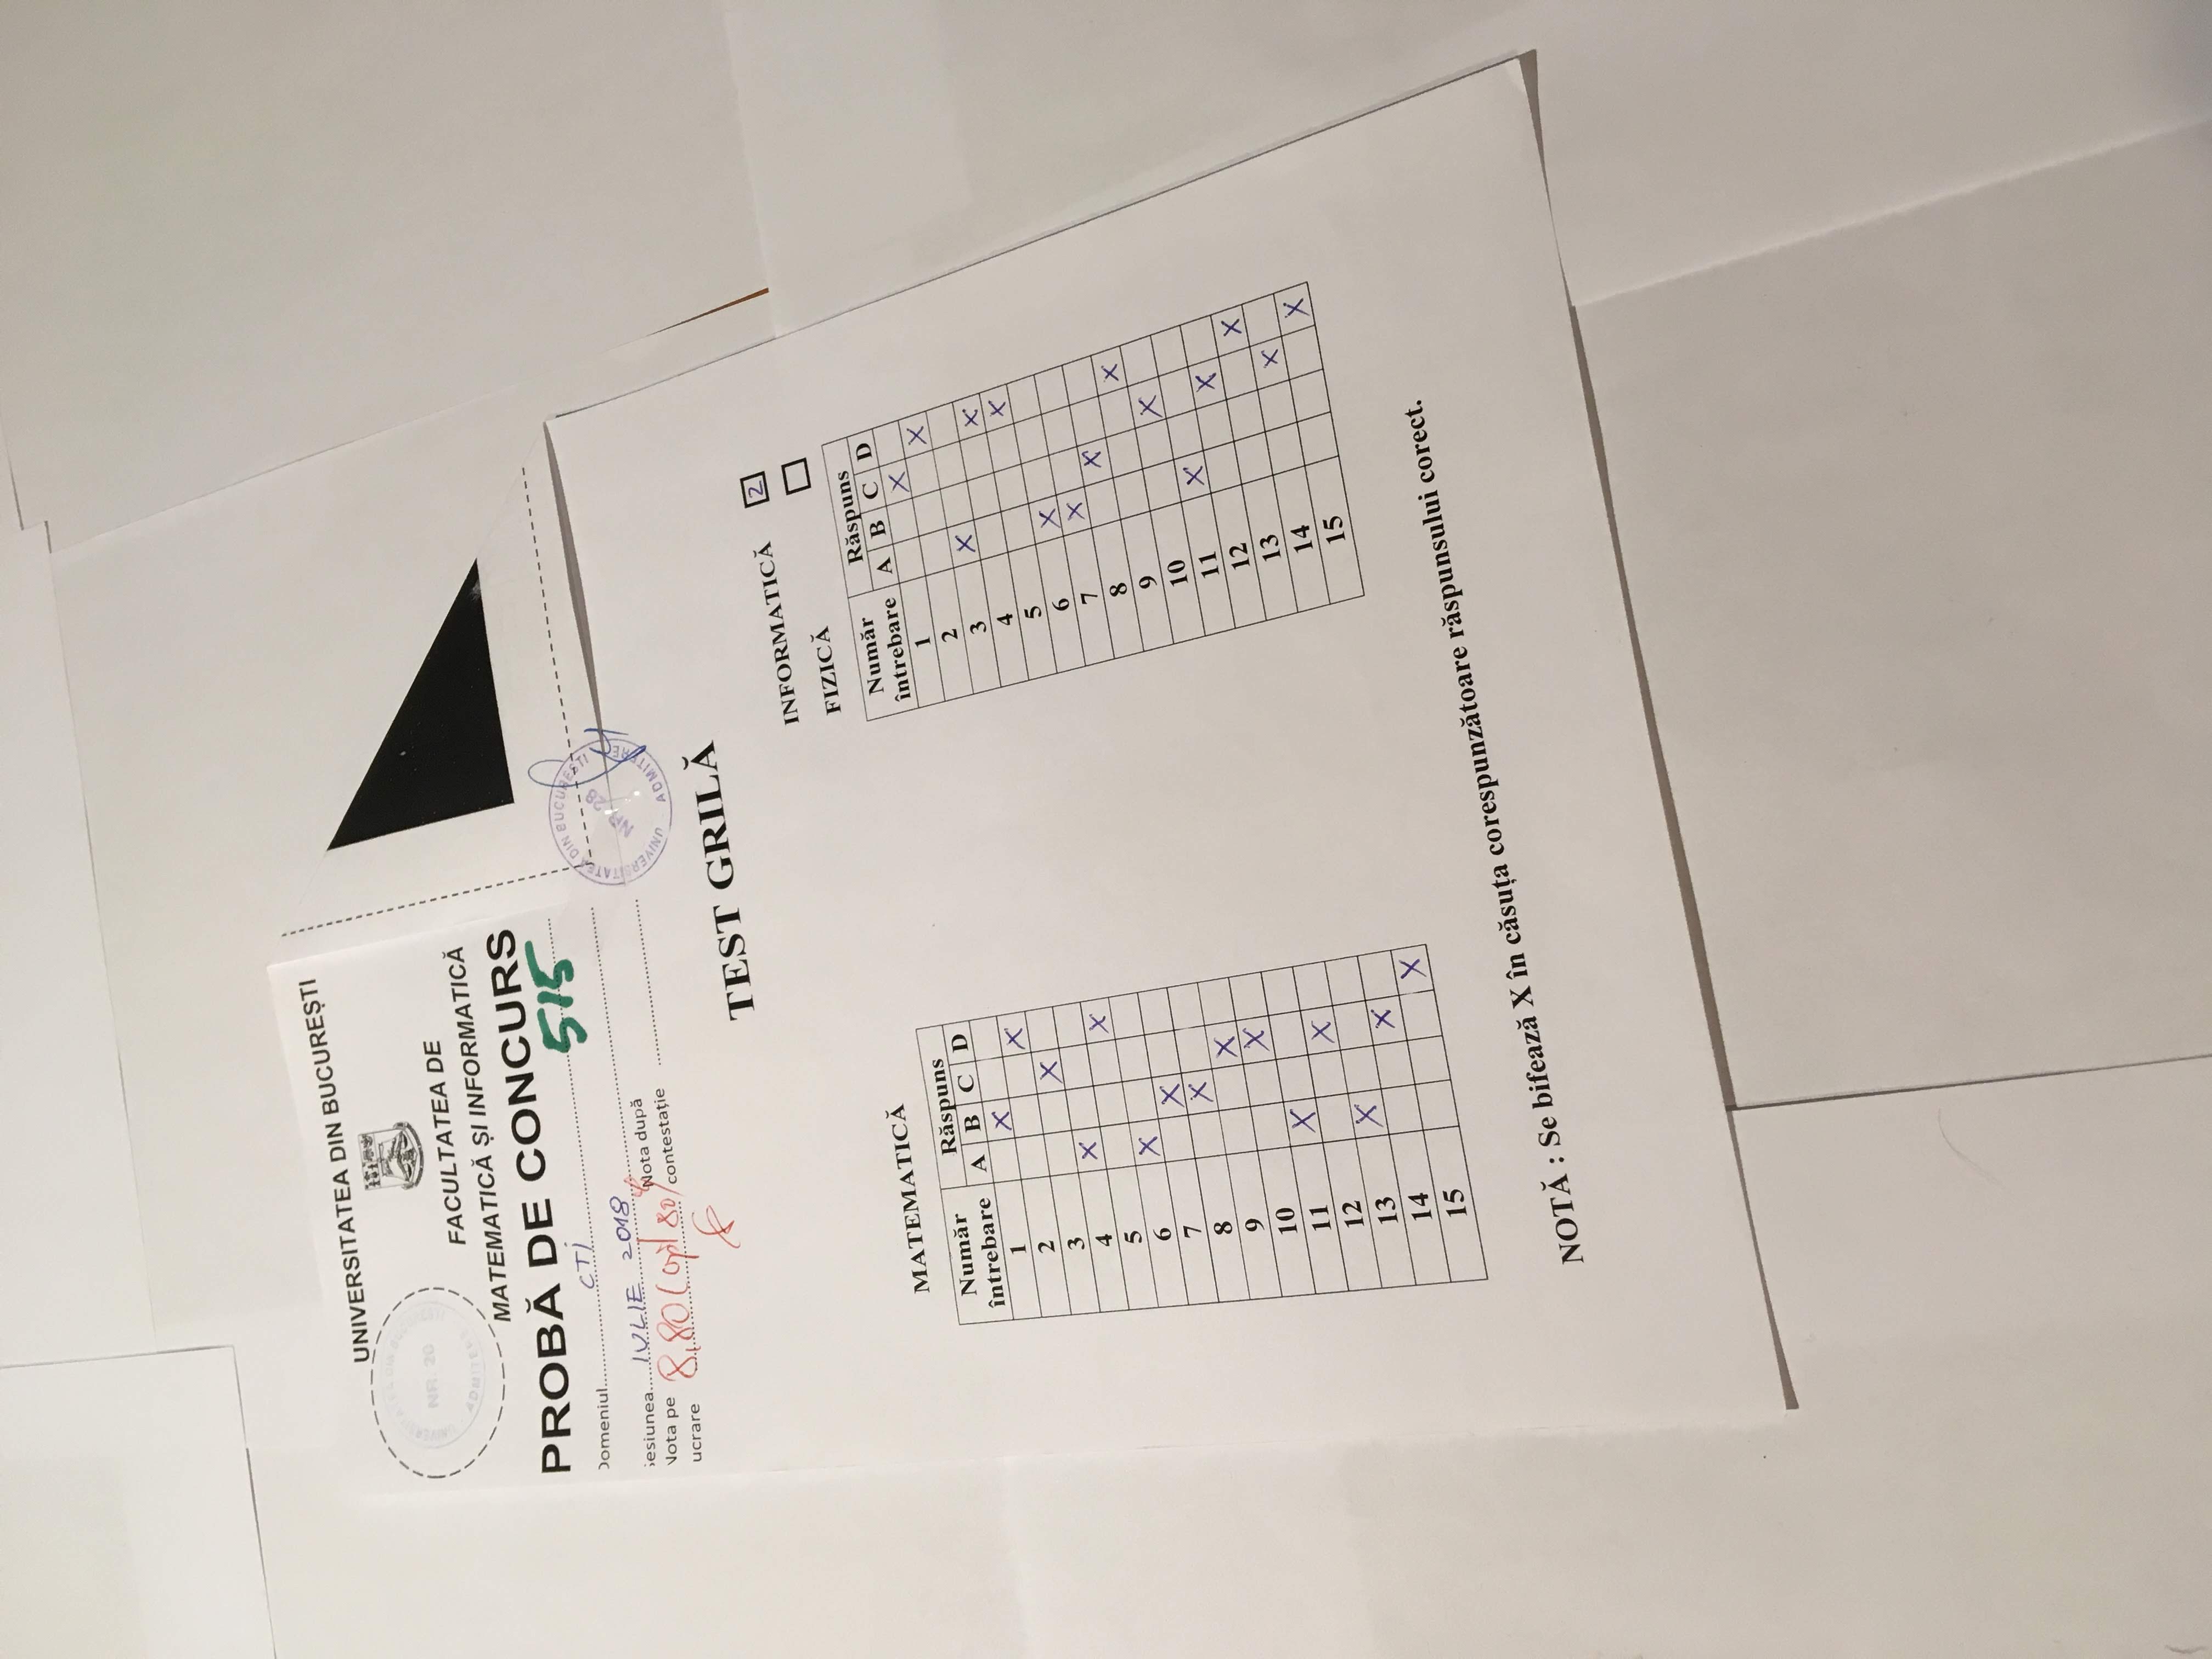 UNIVERSITATEA DIN BUCUREȘTI
UNIVERSITATEA DIN BUCUREȘTI
NR. 28
ADMITERE
FACULTATEA DE
MATEMATICĂ ȘI INFORMATICĂ
PROBĂ DE CONCURS
515
Domeniul CTI
UNIVERSITATEA DIN BUCUREȘTI
NR. 28
ADMITERE
Sesiunea IULIE 2018
Nota pe
lucrare 8,80 (opt 80%)
Nota după
contestație
TEST GRILĂ
INFORMATICĂ 2
FIZICĂ
MATEMATICĂ
Număr
întrebare
Răspuns
A B C D
1 X
2 X
3 X
4 X
5 X
6 X
7 X
8 X
9 X
10 X
11 X
12 X
13 X
14 X
15 X
Număr
întrebare
Răspuns
A B C D
1 X
2 X
3 X
4 X
5 X
6 X
7 X
8 X
9 X
10 X
11 X
12 X
13 X
14 X
15 X
NOTĂ : Se bifează X în căsuța corespunzătoare răspunsului corect.